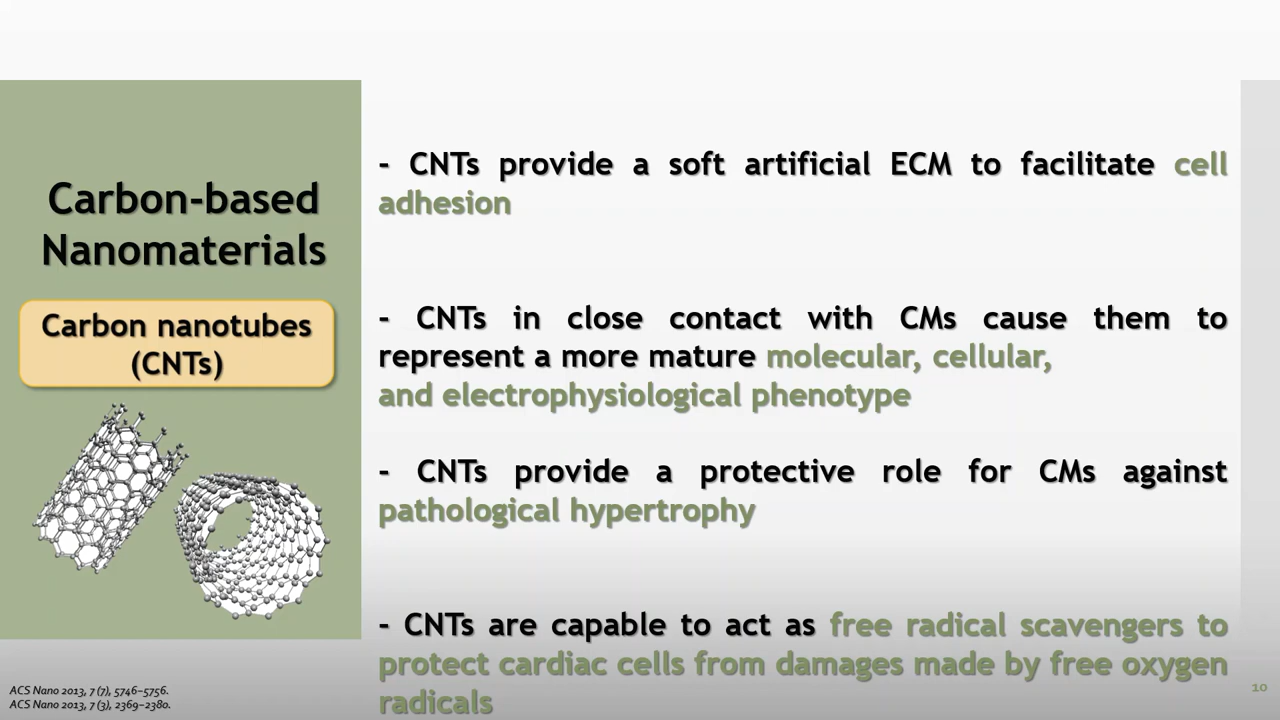 Carbon-based
Nanomaterials
Carbon nanotubes
(CNTs)
- CNTs provide a soft artificial ECM to facilitate cell
adhesion
- CNTs in close contact with CMs cause them to
represent a more mature molecular, cellular,
and electrophysiological phenotype
- CNTs provide a protective role for CMs against
pathological hypertrophy
- CNTs are capable to act as free radical scavengers to
protect cardiac cells from damages made by free oxygen
radicals
ACS Nano 2013, 7 (7), 5746–5756.
ACS Nano 2013, 7 (3), 2369–2380.
10